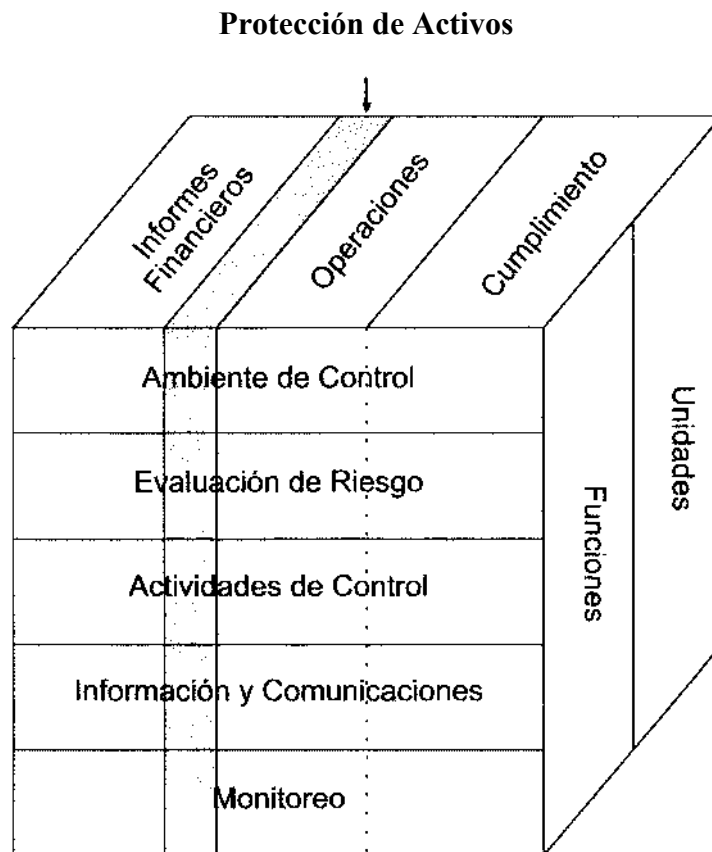 Protección de Activos
Informes
Financieros
Operaciones
Cumplimiento
Ambiente de Control
Evaluación de Riesgo
Actividades de Control
Información y Comunicaciones
Monitoreo
Funciones
Unidades